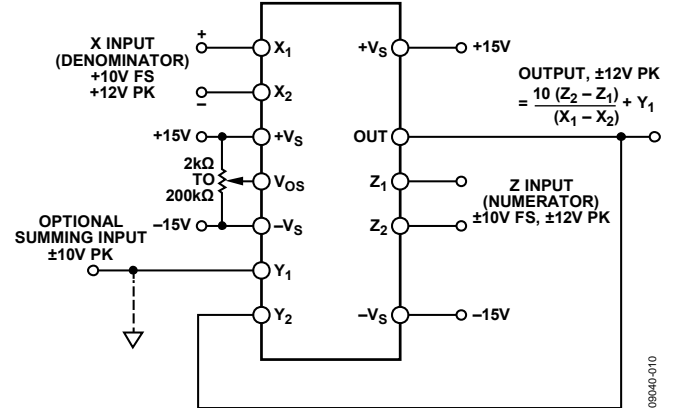 X INPUT
(DENOMINATOR)
+10V FS
+12V PK
+
–
X1
X2
+15V
+VS
2kΩ
TO
200kΩ
VOS
–15V
–VS
OPTIONAL
SUMMING INPUT
±10V PK
Y1
Y2
+VS
+15V
OUTPUT, ±12V PK
= 10 (Z2 – Z1) / (X1 – X2) + Y1
OUT
Z1
Z2
Z INPUT
(NUMERATOR)
±10V FS, ±12V PK
–VS
–15V
09040-010